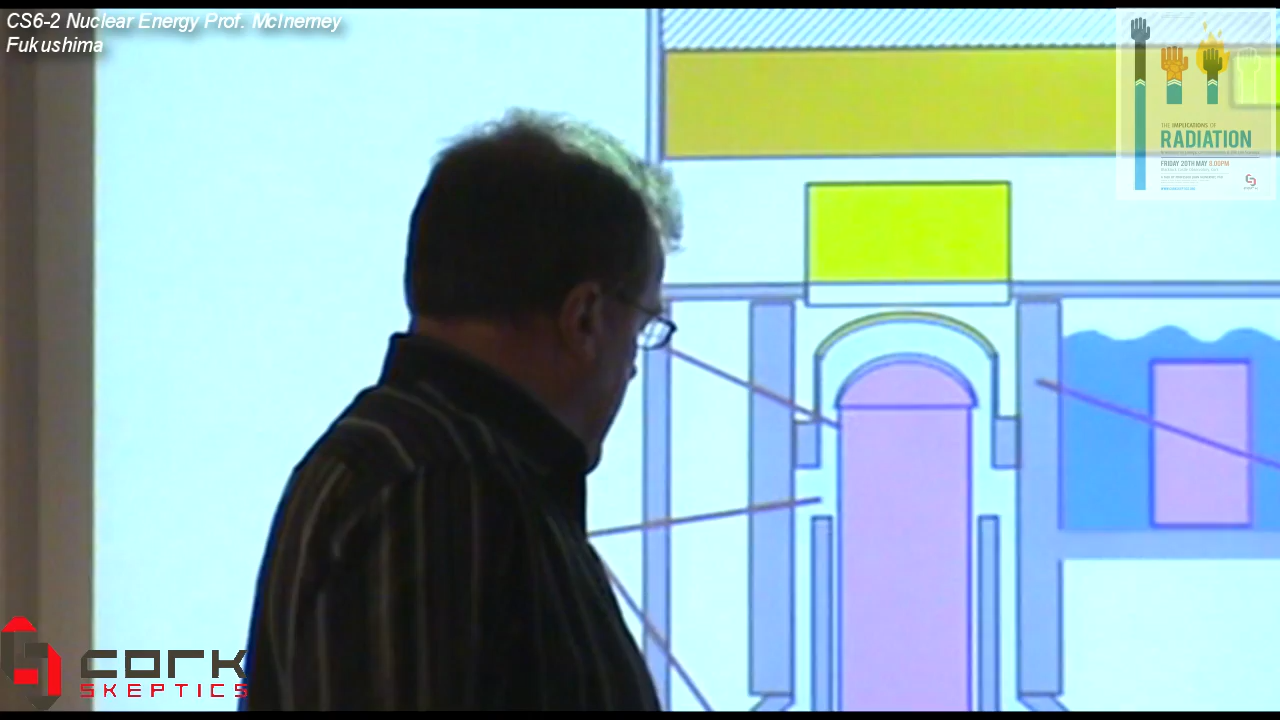 CS6-2 Nuclear Energy Prof. McInerney
Fukushima
THE IMPLICATIONS OF
RADIATION
FRIDAY 20TH MAY 8.00PM
cork
SKEPTICS